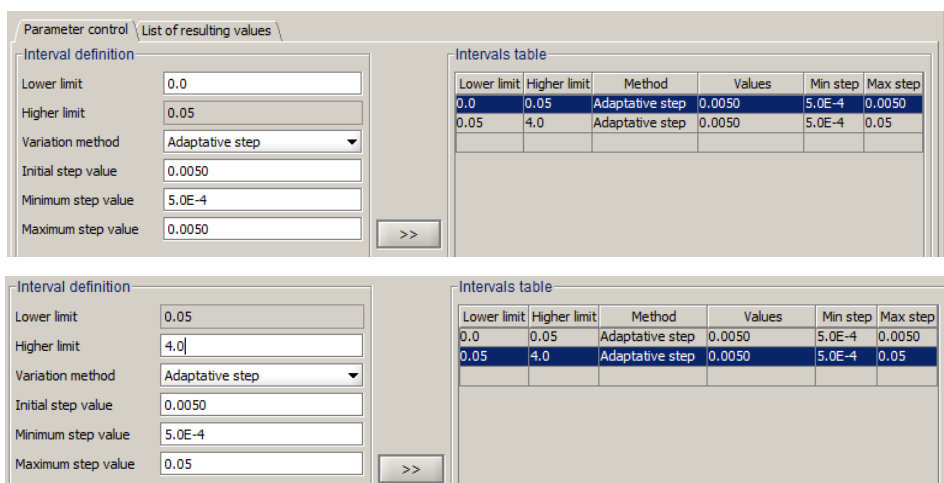 Parameter control List of resulting values
Interval definition
Lower limit 0.0
Higher limit 0.05
Variation method Adaptative step
Initial step value 0.0050
Minimum step value 5.0E-4
Maximum step value 0.0050
>>
Intervals table
Lower limit Higher limit Method Values Min step Max step
0.0 0.05 Adaptative step 0.0050 5.0E-4 0.0050
0.05 4.0 Adaptative step 0.0050 5.0E-4 0.05
Interval definition
Lower limit 0.05
Higher limit 4.0
Variation method Adaptative step
Initial step value 0.0050
Minimum step value 5.0E-4
Maximum step value 0.05
>>
Intervals table
Lower limit Higher limit Method Values Min step Max step
0.0 0.05 Adaptative step 0.0050 5.0E-4 0.0050
0.05 4.0 Adaptative step 0.0050 5.0E-4 0.05